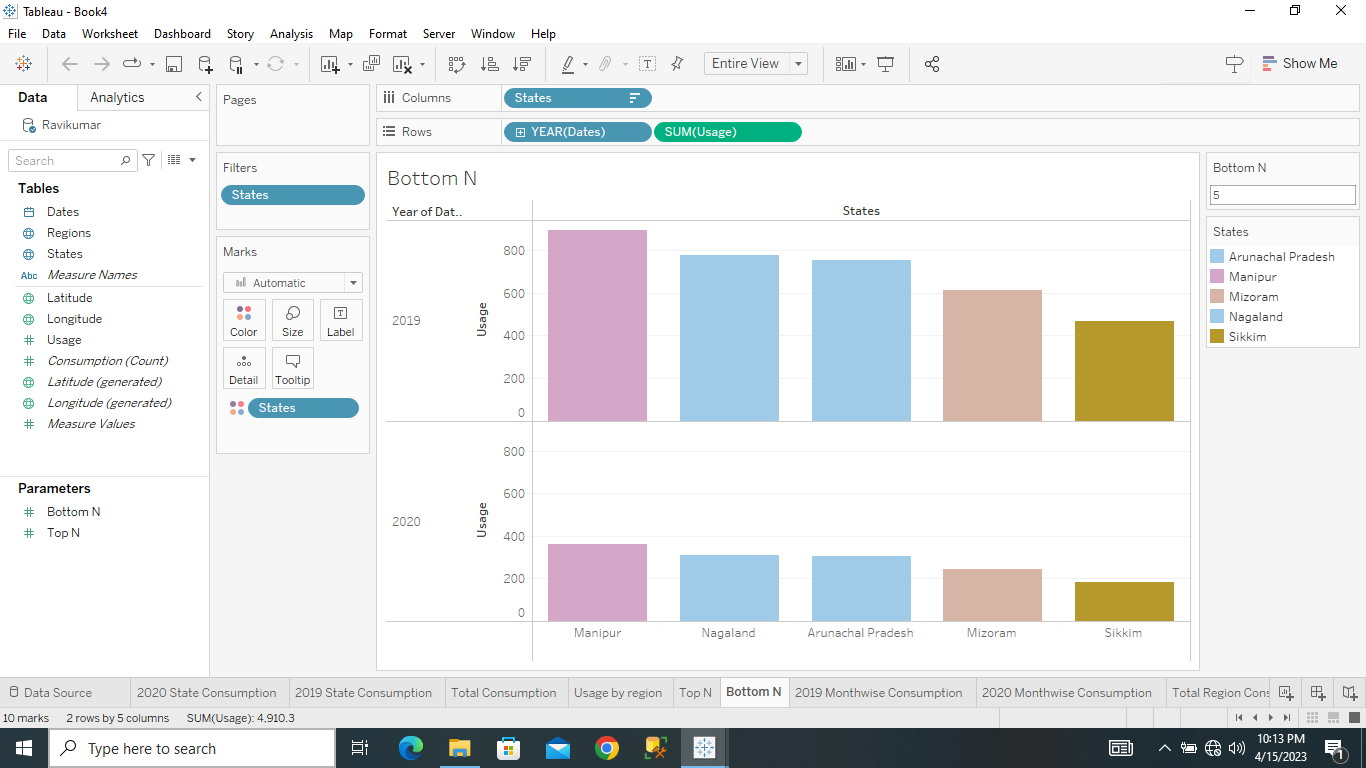 Tableau - Book4
File Data Worksheet Dashboard Story Analysis Map Format Server Window Help
Entire View
Show Me
Data Analytics
Ravikumar
Search
Tables
Dates
Regions
States
Abc Measure Names
Latitude
Longitude
Usage
Consumption (Count)
Latitude (generated)
Longitude (generated)
Measure Values
Parameters
Bottom N
Top N
Pages
Filters
States
Marks
Automatic
Color Size Label
Detail Tooltip
States
Columns States
Rows YEAR(Dates) SUM(Usage)
Bottom N
Year of Dat..
States
2019
Usage
800
600
400
200
0
2020
Usage
800
600
400
200
0
Manipur Nagaland Arunachal Pradesh Mizoram Sikkim
Bottom N
5
States
Arunachal Pradesh
Manipur
Mizoram
Nagaland
Sikkim
Data Source 2020 State Consumption 2019 State Consumption Total Consumption Usage by region Top N Bottom N 2019 Monthwise Consumption 2020 Monthwise Consumption Total Region Cons
10 marks 2 rows by 5 columns SUM(Usage): 4,910.3
Type here to search
10:13 PM
4/15/2023
1